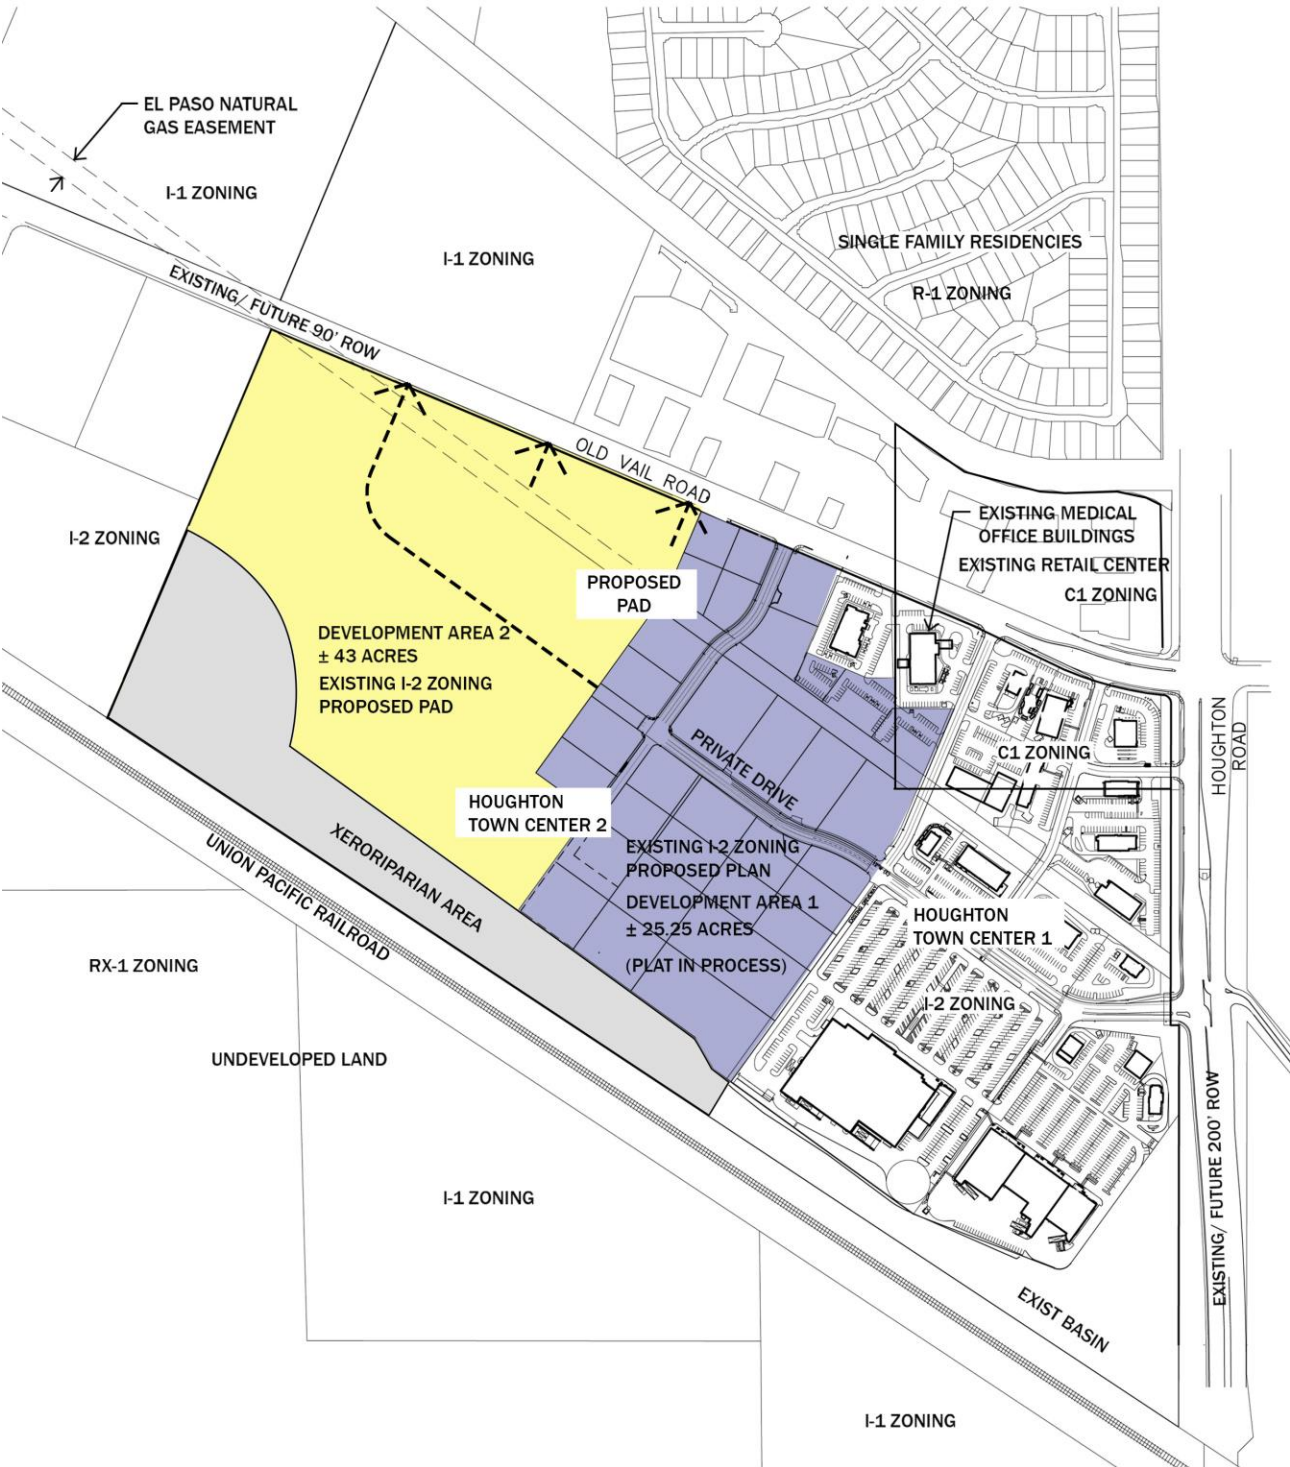 EL PASO NATURAL
GAS EASEMENT
I-1 ZONING
I-1 ZONING
SINGLE FAMILY RESIDENCIES
R-1 ZONING
EXISTING/ FUTURE 90' ROW
OLD VAIL ROAD
I-2 ZONING
EXISTING MEDICAL
OFFICE BUILDINGS
EXISTING RETAIL CENTER
C1 ZONING
PROPOSED
PAD
DEVELOPMENT AREA 2
± 43 ACRES
EXISTING I-2 ZONING
PROPOSED PAD
PRIVATE DRIVE
C1 ZONING
HOUGHTON
ROAD
HOUGHTON
TOWN CENTER 2
XERORIPARIAN AREA
UNION PACIFIC RAILROAD
EXISTING I-2 ZONING
PROPOSED PLAN
DEVELOPMENT AREA 1
± 25.25 ACRES
(PLAT IN PROCESS)
HOUGHTON
TOWN CENTER 1
I-2 ZONING
RX-1 ZONING
UNDEVELOPED LAND
I-1 ZONING
EXISTING/ FUTURE 200' ROW
EXIST BASIN
I-1 ZONING